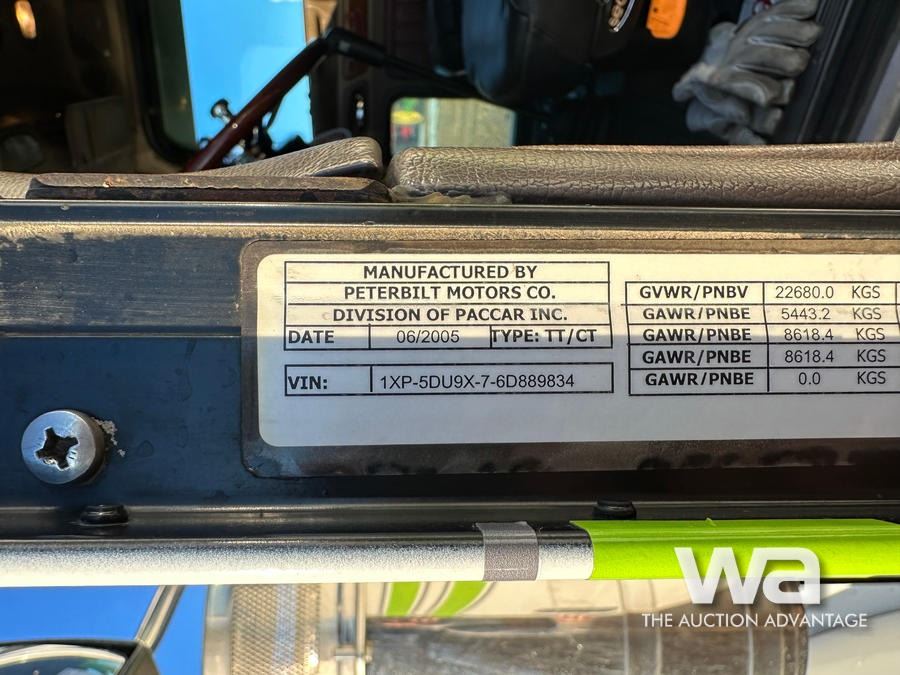 MANUFACTURED BY
PETERBILT MOTORS CO.
DIVISION OF PACCAR INC.
DATE 06/2005 TYPE: TT/CT
VIN: 1XP-5DU9X-7-6D889834
GVWR/PNBV 22680.0 KGS
GAWR/PNBE 5443.2 KGS
GAWR/PNBE 8618.4 KGS
GAWR/PNBE 8618.4 KGS
GAWR/PNBE 0.0 KGS
wa
THE AUCTION ADVANTAGE